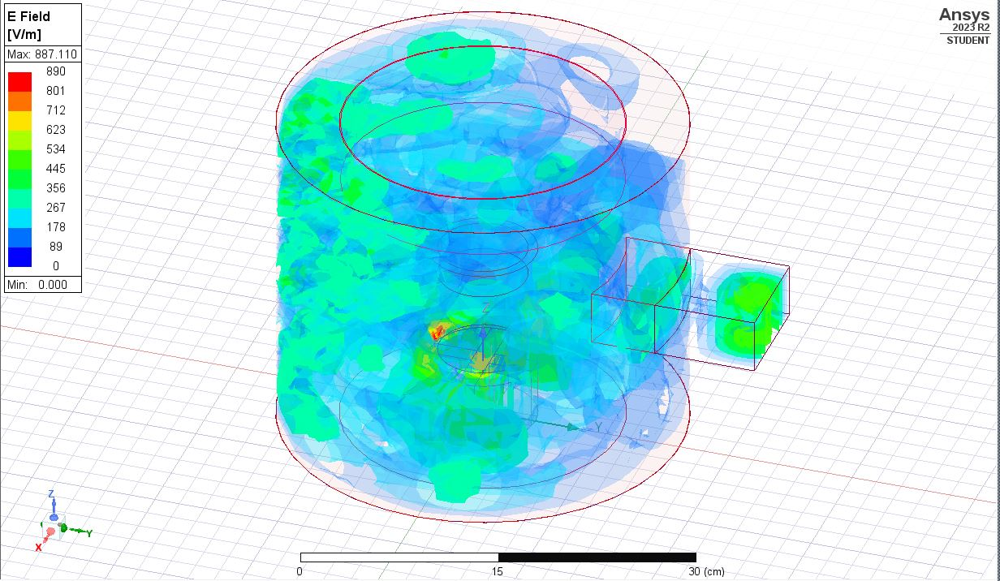 E Field
[V/m]
Max: 887.110
890
801
712
623
534
445
356
267
178
89
0
Min: 0.000
Ansys
2023 R2
STUDENT
Z
Y
Z
Y
X
0
15
30 (cm)